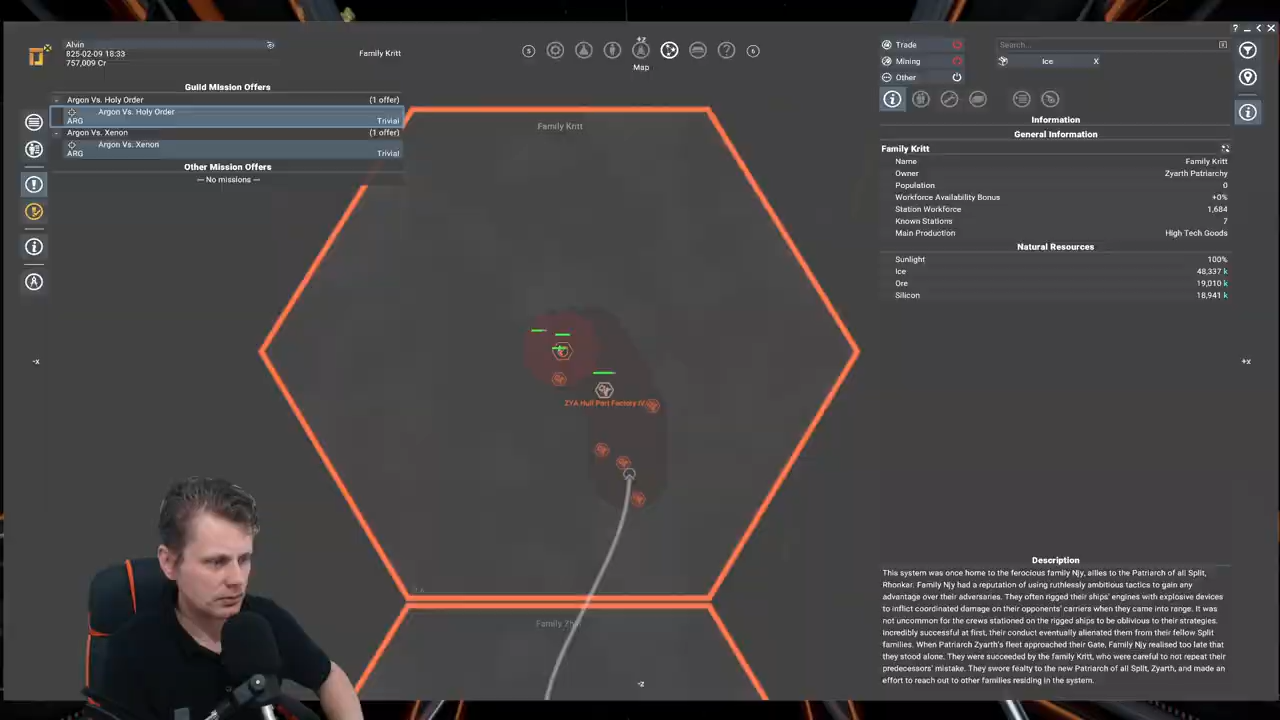 Alvin
825-02-09 18:33
757,009 Cr
Family Kritt
5
+Z
6
Map
? X
Guild Mission Offers
Argon Vs. Holy Order (1 offer)
Argon Vs. Holy Order
ARG Trivial
Argon Vs. Xenon (1 offer)
Argon Vs. Xenon
ARG Trivial
Other Mission Offers
— No missions —
-x
Family Kritt
ZYA Hull Part Factory IV
-z
+x
Trade
Mining
Other
Search...
Ice X
Information
General Information
Family Kritt
Name Family Kritt
Owner Zyarth Patriarchy
Population 0
Workforce Availability Bonus +0%
Station Workforce 1,684
Known Stations 7
Main Production High Tech Goods
Natural Resources
Sunlight 100%
Ice 48,337 k
Ore 19,010 k
Silicon 18,941 k
Description
This system was once home to the ferocious family Njy, allies to the Patriarch of all Split,
Rhonkar. Family Njy had a reputation of using ruthlessly ambitious tactics to gain any
advantage over their adversaries. They often rigged their ships' engines with explosive devices
to inflict coordinated damage on their opponents' carriers when they came into range. It was
not uncommon for the crews stationed on the rigged ships to be oblivious to their strategies.
Incredibly successful at first, their conduct eventually alienated them from their fellow Split
families. When Patriarch Zyarth's fleet approached their Gate, Family Njy realised too late that
they stood alone. They were succeeded by the family Kritt, who were careful to not repeat their
predecessors' mistake. They swore fealty to the new Patriarch of all Split, Zyarth, and made an
effort to reach out to other families residing in the system.